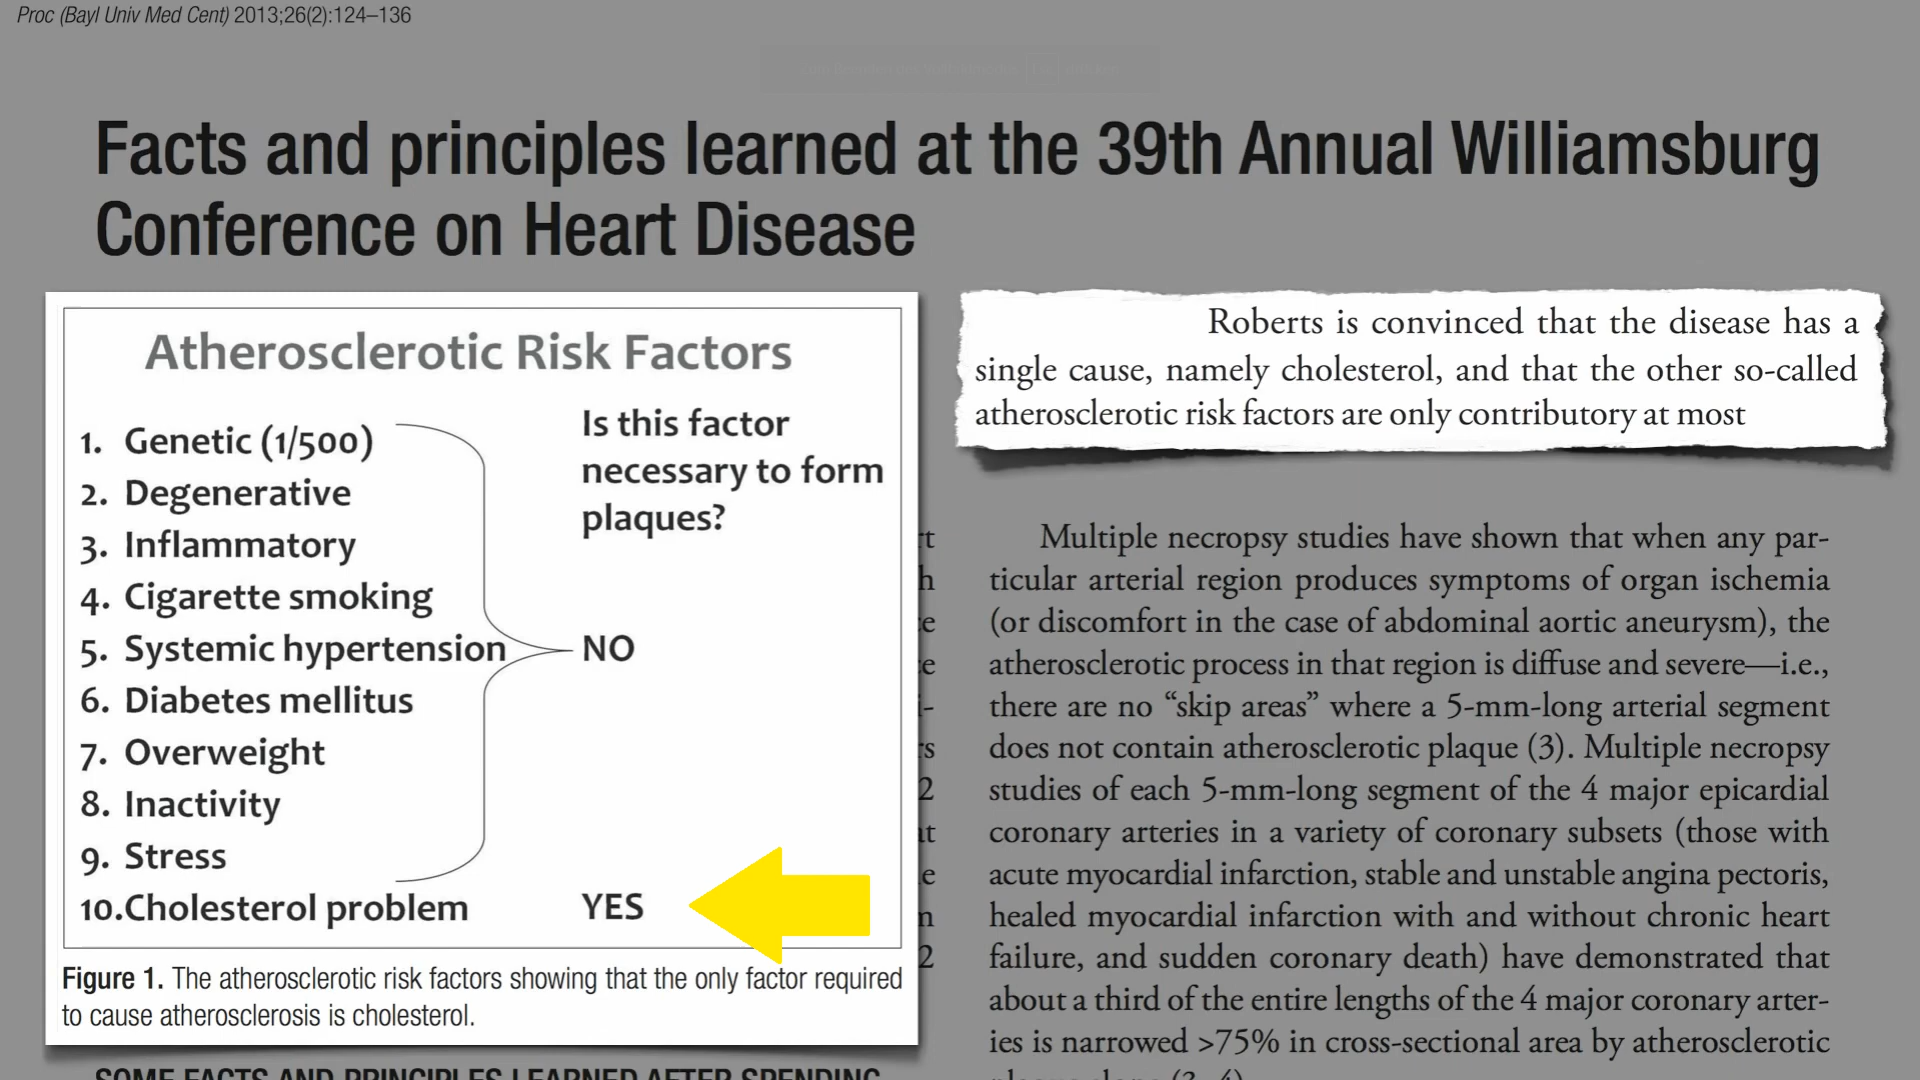 Proc (Bayl Univ Med Cent) 2013;26(2):124–136
Facts and principles learned at the 39th Annual Williamsburg
Conference on Heart Disease
Atherosclerotic Risk Factors
Is this factor
necessary to form
plaques?
1. Genetic (1/500)
2. Degenerative
3. Inflammatory
4. Cigarette smoking
5. Systemic hypertension
NO
6. Diabetes mellitus
7. Overweight
8. Inactivity
9. Stress
10.Cholesterol problem
YES
Figure 1. The atherosclerotic risk factors showing that the only factor required
to cause atherosclerosis is cholesterol.
Roberts is convinced that the disease has a
single cause, namely cholesterol, and that the other so-called
atherosclerotic risk factors are only contributory at most
Multiple necropsy studies have shown that when any par-
ticular arterial region produces symptoms of organ ischemia
(or discomfort in the case of abdominal aortic aneurysm), the
atherosclerotic process in that region is diffuse and severe—i.e.,
there are no “skip areas” where a 5-mm-long arterial segment
does not contain atherosclerotic plaque (3). Multiple necropsy
studies of each 5-mm-long segment of the 4 major epicardial
coronary arteries in a variety of coronary subsets (those with
acute myocardial infarction, stable and unstable angina pectoris,
healed myocardial infarction with and without chronic heart
failure, and sudden coronary death) have demonstrated that
about a third of the entire lengths of the 4 major coronary arter-
ies is narrowed >75% in cross-sectional area by atherosclerotic
SOME FACTS AND PRINCIPLES LEARNED AFTER SPENDING